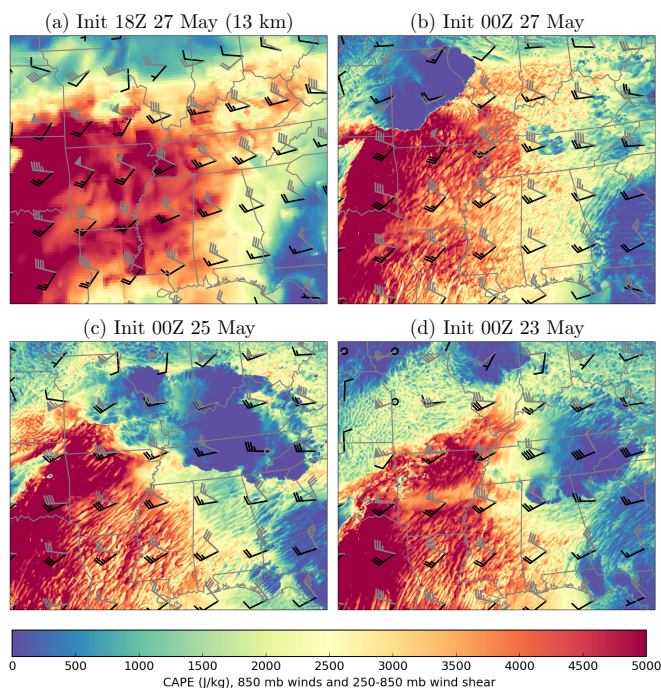 (a) Init 18Z 27 May (13 km)
(b) Init 00Z 27 May
(c) Init 00Z 25 May
(d) Init 00Z 23 May
0 500 1000 1500 2000 2500 3000 3500 4000 4500 5000
CAPE (J/kg), 850 mb winds and 250-850 mb wind shear